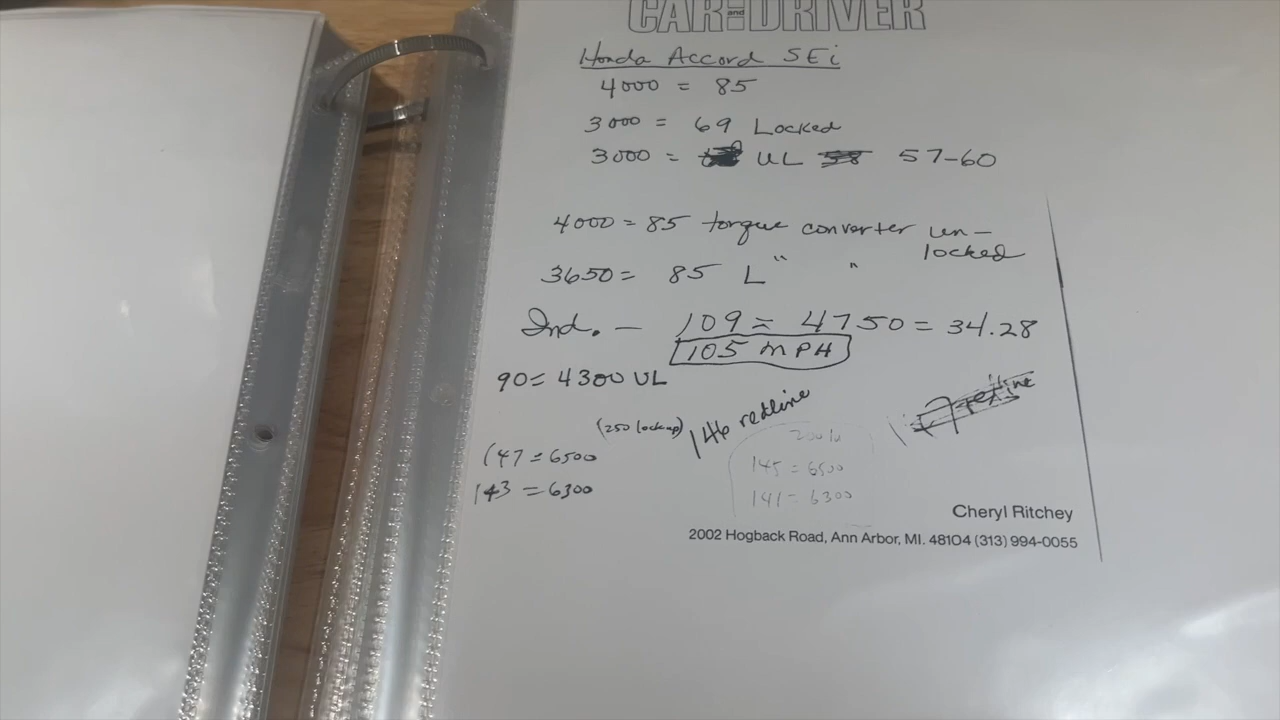 CAR and DRIVER
Honda Accord SEi
4000 = 85
3000 = 69 Locked
3000 = UL 57-60
4000 = 85 torque converter un-
locked
3650 = 85 L " "
Ind. - 109 = 4750 = 34.28
105 MPH
90 = 4300 UL
(250 lockup)
146 redline
redline
147 = 6500
143 = 6300
145 = 6500
141 = 6300
Cheryl Ritchey
2002 Hogback Road, Ann Arbor, MI. 48104 (313) 994-0055